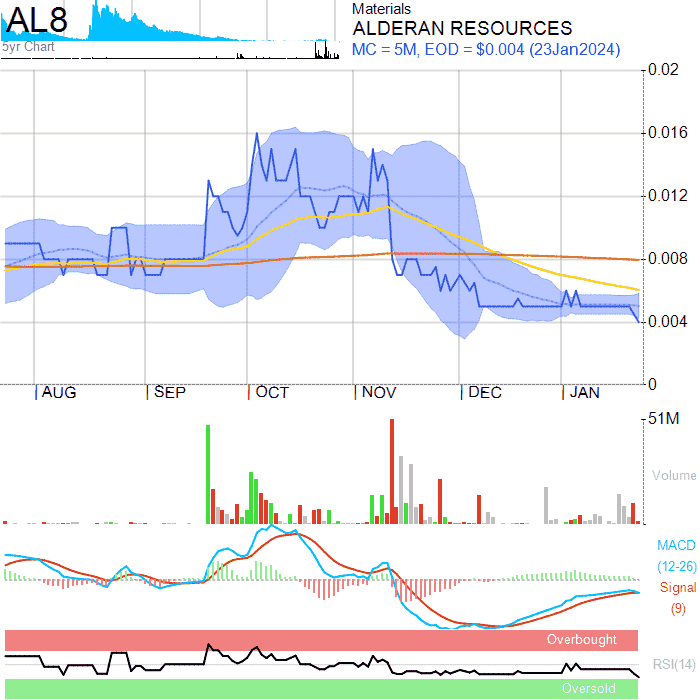 AL8
5yr Chart
Materials
ALDERAN RESOURCES
MC = 5M, EOD = $0.004 (23Jan2024)
0.02
0.016
0.012
0.008
0.004
0
AUG SEP OCT NOV DEC JAN
51M
Volume
MACD
(12-26)
Signal
(9)
Overbought
RSI(14)
Oversold